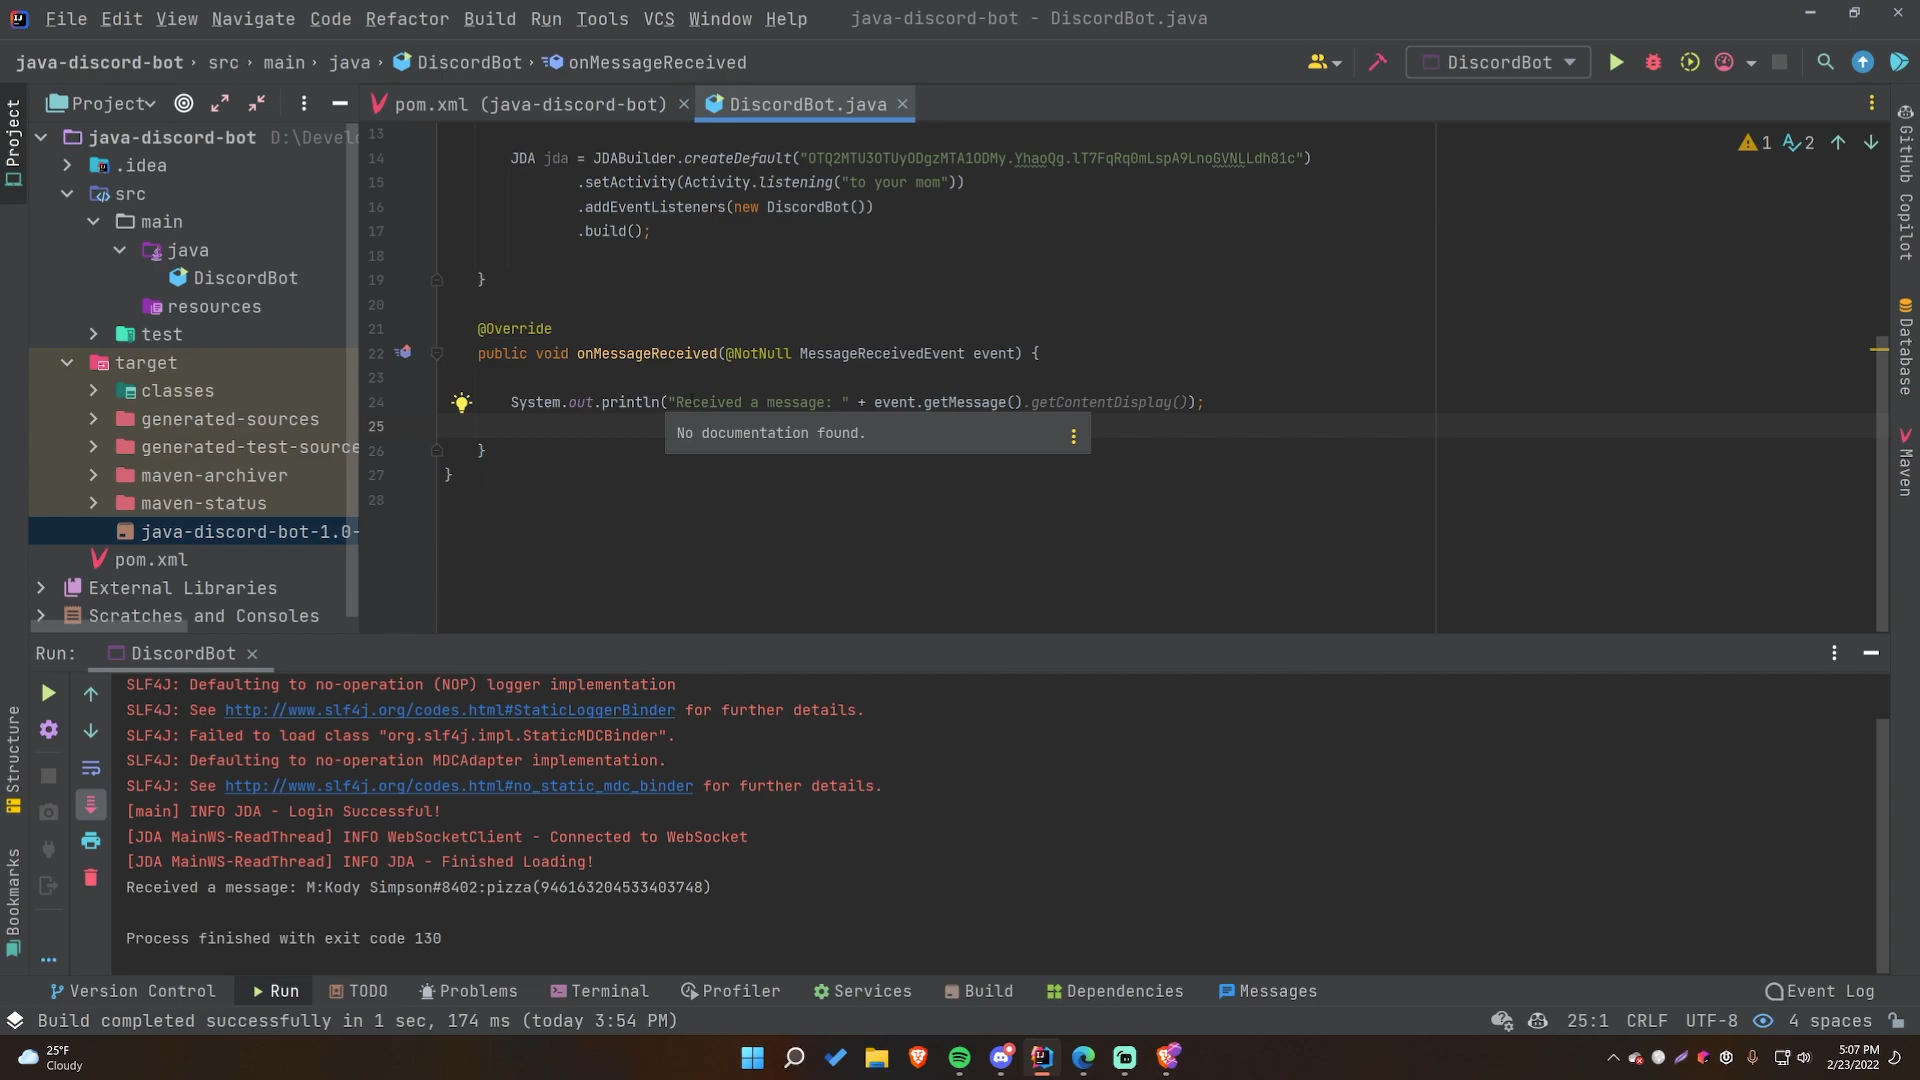 File Edit View Navigate Code Refactor Build Run Tools VCS Window Help java-discord-bot - DiscordBot.java
java-discord-bot › src › main › java › DiscordBot › onMessageReceived DiscordBot
Project pom.xml (java-discord-bot) DiscordBot.java
Project
java-discord-bot D:\Develo
.idea
src
main
java
DiscordBot
resources
test
target
classes
generated-sources
generated-test-source
maven-archiver
maven-status
java-discord-bot-1.0-
pom.xml
External Libraries
Scratches and Consoles
1 2
13
14 JDA jda = JDABuilder.createDefault("OTQ2MTU3OTUyODgzMTA1ODMy.YhaoQg.lT7FqRq0mLspA9LnoGVNLLdh81c")
15 .setActivity(Activity.listening("to your mom"))
16 .addEventListeners(new DiscordBot())
17 .build();
18
19 }
20
21 @Override
22 public void onMessageReceived(@NotNull MessageReceivedEvent event) {
23
24 System.out.println("Received a message: " + event.getMessage().getContentDisplay());
25
No documentation found.
26 }
27 }
28
GitHub Copilot
Database
Maven
Run: DiscordBot
SLF4J: Defaulting to no-operation (NOP) logger implementation
SLF4J: See http://www.slf4j.org/codes.html#StaticLoggerBinder for further details.
SLF4J: Failed to load class "org.slf4j.impl.StaticMDCBinder".
SLF4J: Defaulting to no-operation MDCAdapter implementation.
SLF4J: See http://www.slf4j.org/codes.html#no_static_mdc_binder for further details.
[main] INFO JDA - Login Successful!
[JDA MainWS-ReadThread] INFO WebSocketClient - Connected to WebSocket
[JDA MainWS-ReadThread] INFO JDA - Finished Loading!
Received a message: M:Kody Simpson#8402:pizza(946163204533403748)
Process finished with exit code 130
Structure
Bookmarks
Version Control Run TODO Problems Terminal Profiler Services Build Dependencies Messages Event Log
Build completed successfully in 1 sec, 174 ms (today 3:54 PM) 25:1 CRLF UTF-8 4 spaces
25°F
Cloudy
5:07 PM
2/23/2022